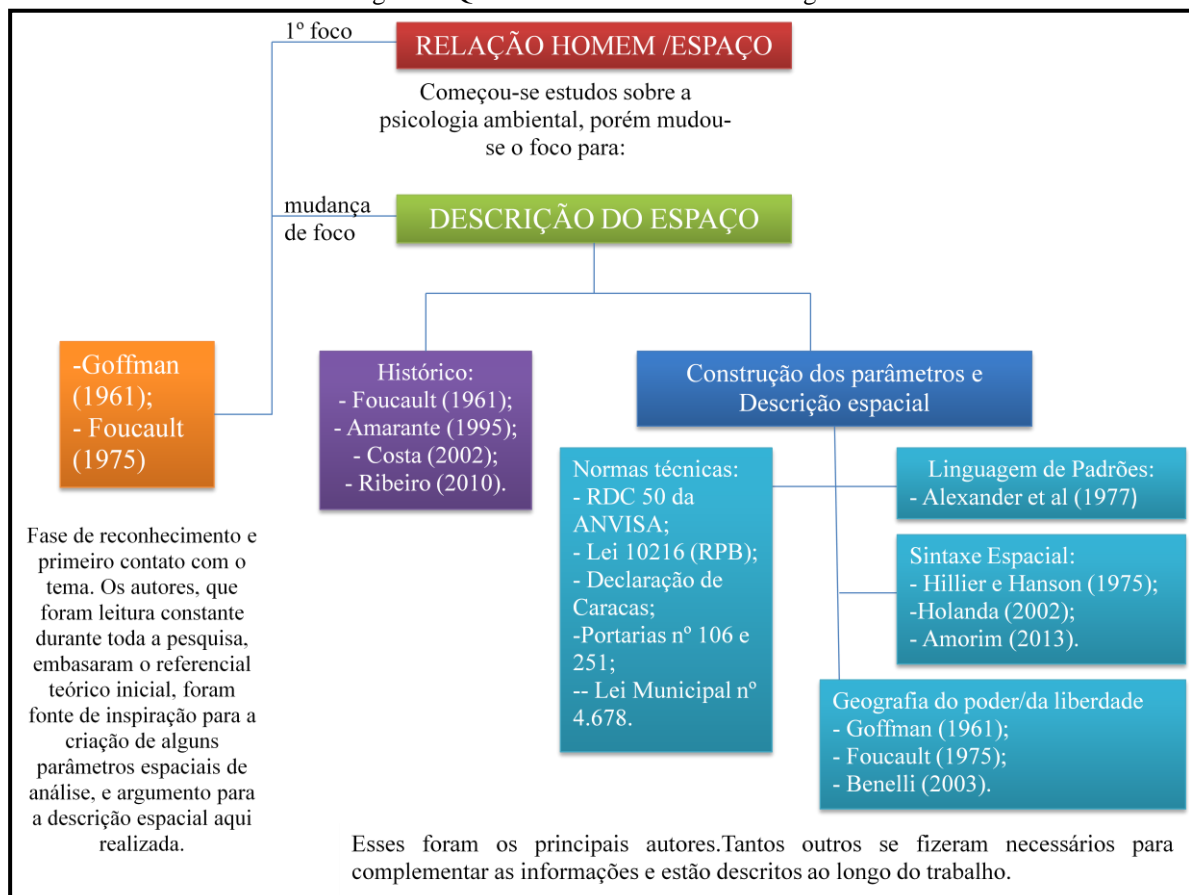 1º foco
RELAÇÃO HOMEM /ESPAÇO
Começou-se estudos sobre a
psicologia ambiental, porém mudou-
se o foco para:
mudança
de foco
DESCRIÇÃO DO ESPAÇO
-Goffman
(1961);
- Foucault
(1975)
Fase de reconhecimento e
primeiro contato com o
tema. Os autores, que
foram leitura constante
durante toda a pesquisa,
embasaram o referencial
teórico inicial, foram
fonte de inspiração para a
criação de alguns
parâmetros espaciais de
análise, e argumento para
a descrição espacial aqui
realizada.
Histórico:
- Foucault (1961);
- Amarante (1995);
- Costa (2002);
- Ribeiro (2010).
Construção dos parâmetros e
Descrição espacial
Normas técnicas:
- RDC 50 da
ANVISA;
- Lei 10216 (RPB);
- Declaração de
Caracas;
-Portarias nº 106 e
251;
-- Lei Municipal nº
4.678.
Linguagem de Padrões:
- Alexander et al (1977)
Sintaxe Espacial:
- Hillier e Hanson (1975);
-Holanda (2002);
- Amorim (2013).
Geografia do poder/da liberdade
- Goffman (1961);
- Foucault (1975);
- Benelli (2003).
Esses foram os principais autores.Tantos outros se fizeram necessários para
complementar as informações e estão descritos ao longo do trabalho.